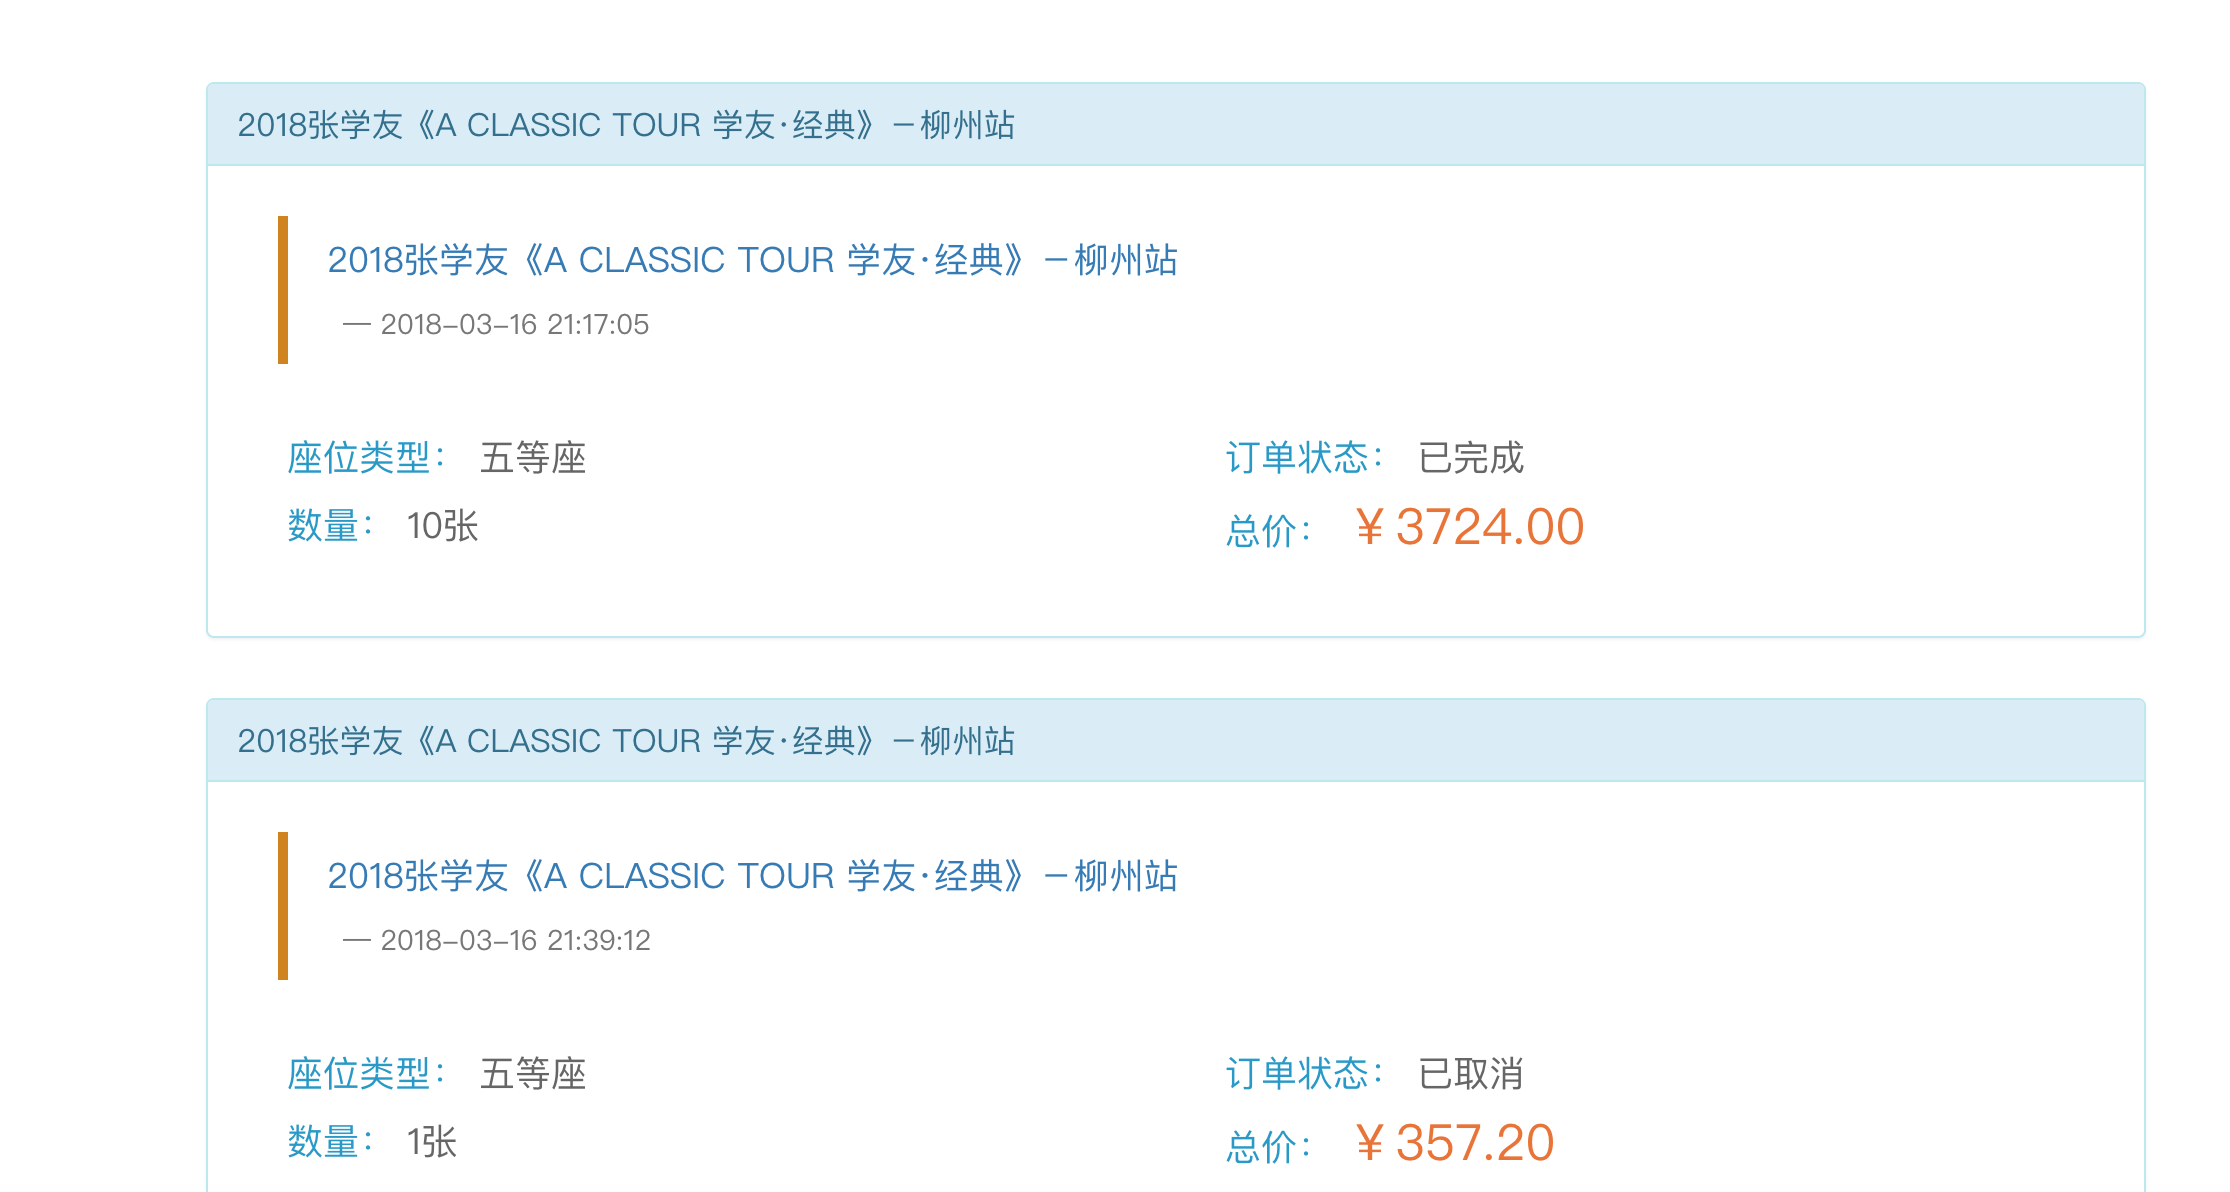 2018张学友《A CLASSIC TOUR 学友·经典》－柳州站
2018张学友《A CLASSIC TOUR 学友·经典》－柳州站
— 2018-03-16 21:17:05
座位类型： 五等座 订单状态： 已完成
数量： 10张 总价： ¥ 3724.00
2018张学友《A CLASSIC TOUR 学友·经典》－柳州站
2018张学友《A CLASSIC TOUR 学友·经典》－柳州站
— 2018-03-16 21:39:12
座位类型： 五等座 订单状态： 已取消
数量： 1张 总价： ¥ 357.20